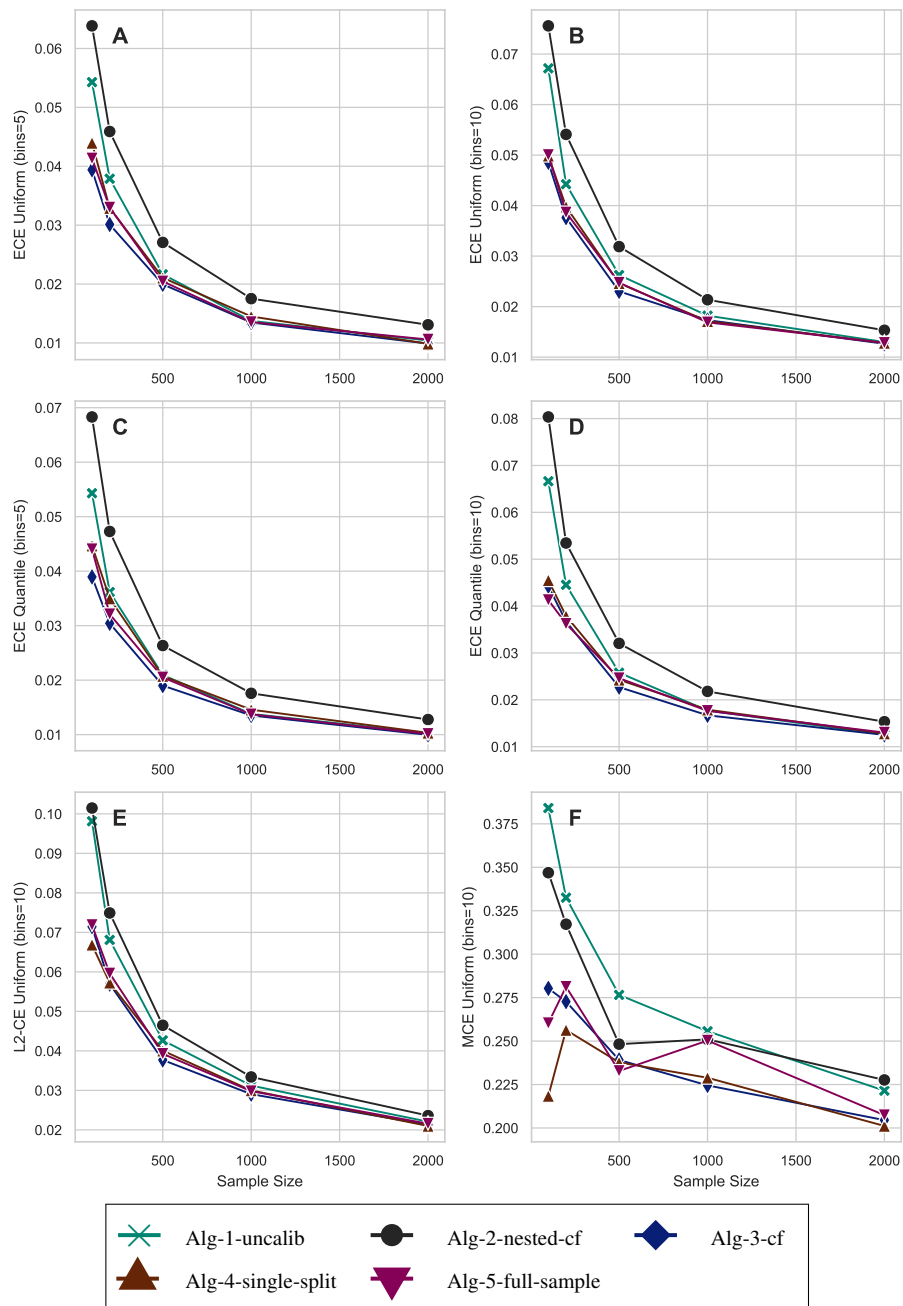 A
B
ECE Uniform (bins=5)
0.06
0.05
0.04
0.03
0.02
0.01
500 1000 1500 2000
ECE Uniform (bins=10)
0.07
0.06
0.05
0.04
0.03
0.02
0.01
500 1000 1500 2000
C
D
ECE Quantile (bins=5)
0.07
0.06
0.05
0.04
0.03
0.02
0.01
500 1000 1500 2000
ECE Quantile (bins=10)
0.08
0.07
0.06
0.05
0.04
0.03
0.02
0.01
500 1000 1500 2000
E
F
L2-CE Uniform (bins=10)
0.10
0.09
0.08
0.07
0.06
0.05
0.04
0.03
0.02
500 1000 1500 2000
Sample Size
MCE Uniform (bins=10)
0.375
0.350
0.325
0.300
0.275
0.250
0.225
0.200
500 1000 1500 2000
Sample Size
Alg-1-uncalib Alg-2-nested-cf Alg-3-cf
Alg-4-single-split Alg-5-full-sample